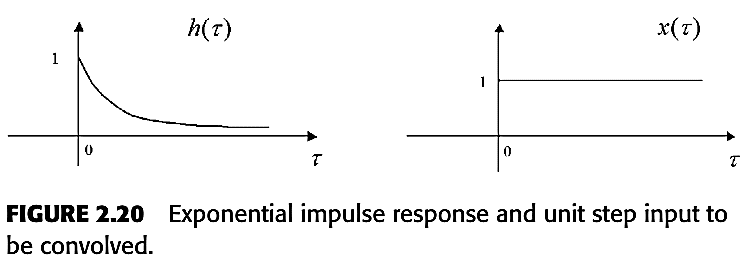 h(τ)
x(τ)
1
1
0
τ
0
τ
FIGURE 2.20 Exponential impulse response and unit step input to
be convolved.